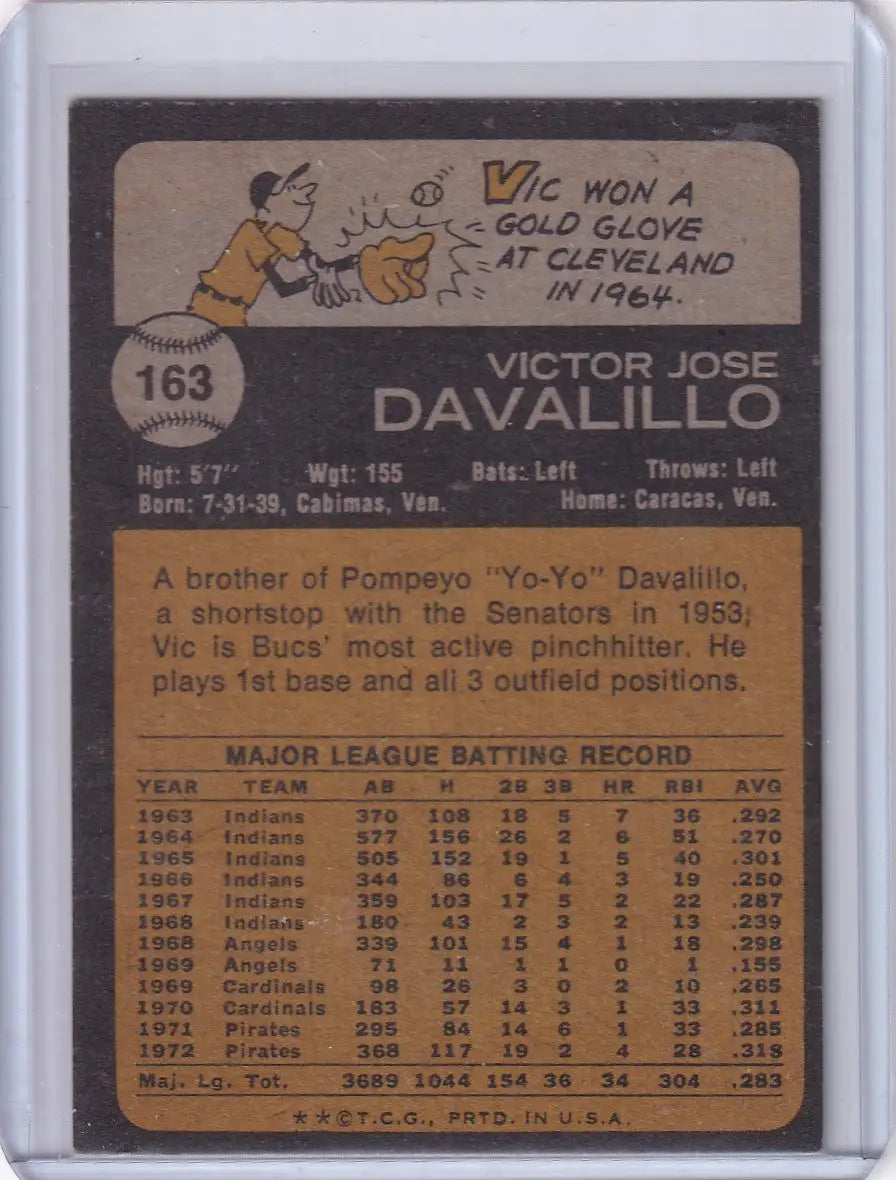 VIC WON A
GOLD GLOVE
AT CLEVELAND
IN 1964.
163
VICTOR JOSE
DAVALILLO
Hgt: 5'7" Wgt: 155 Bats: Left Throws: Left
Born: 7-31-39, Cabimas, Ven. Home: Caracas, Ven.
A brother of Pompeyo "Yo-Yo" Davalillo,
a shortstop with the Senators in 1953;
Vic is Bucs' most active pinchhitter. He
plays 1st base and all 3 outfield positions.
MAJOR LEAGUE BATTING RECORD
YEAR TEAM AB H 2B 3B HR RBI AVG
1963 Indians 370 108 18 5 7 36 .292
1964 Indians 577 156 26 2 6 51 .270
1965 Indians 505 152 19 1 5 40 .301
1966 Indians 344 86 6 4 3 19 .250
1967 Indians 359 103 17 5 2 22 .287
1968 Indians 180 43 2 3 2 13 .239
1968 Angels 339 101 15 4 1 18 .298
1969 Angels 71 11 1 1 0 1 .155
1969 Cardinals 98 26 3 0 2 10 .265
1970 Cardinals 183 57 14 3 1 33 .311
1971 Pirates 295 84 14 6 1 33 .285
1972 Pirates 368 117 19 2 4 28 .318
Maj. Lg. Tot. 3689 1044 154 36 34 304 .283
**©T.C.G., PRTD. IN U.S.A.